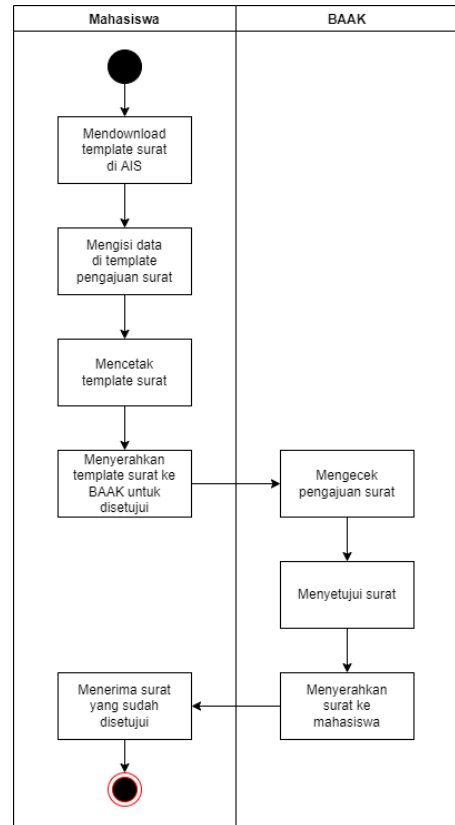 Mahasiswa
BAAK
Mendownload
template surat
di AIS
Mengisi data
di template
pengajuan surat
Mencetak
template surat
Menyerahkan
template surat ke
BAAK untuk
disetujui
Mengecek
pengajuan surat
Menyetujui surat
Menyerahkan
surat ke
mahasiswa
Menerima surat
yang sudah
disetujui